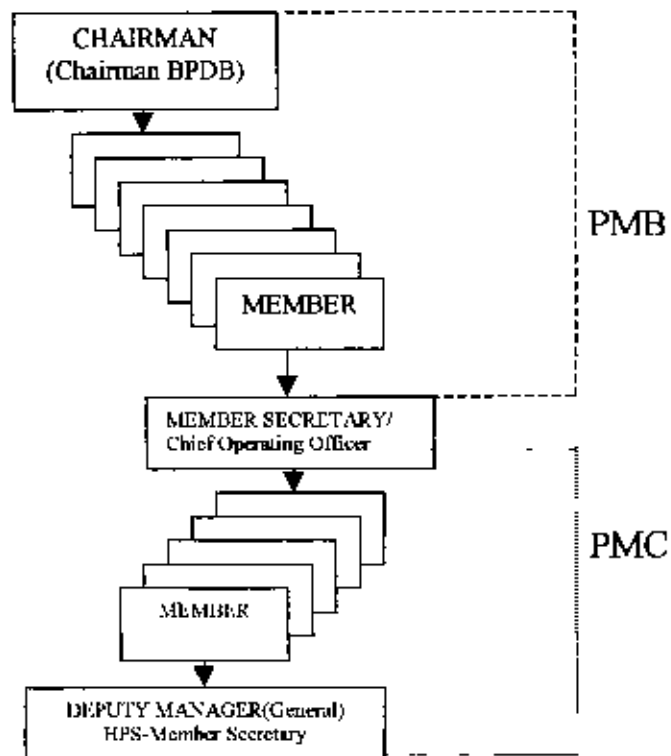 CHAIRMAN
(Chairman BPDB)
PMB
MEMBER
MEMBER SECRETARY/
Chief Operating Officer
PMC
MEMBER
DEPUTY MANAGER(General)
HPS-Member Secretary